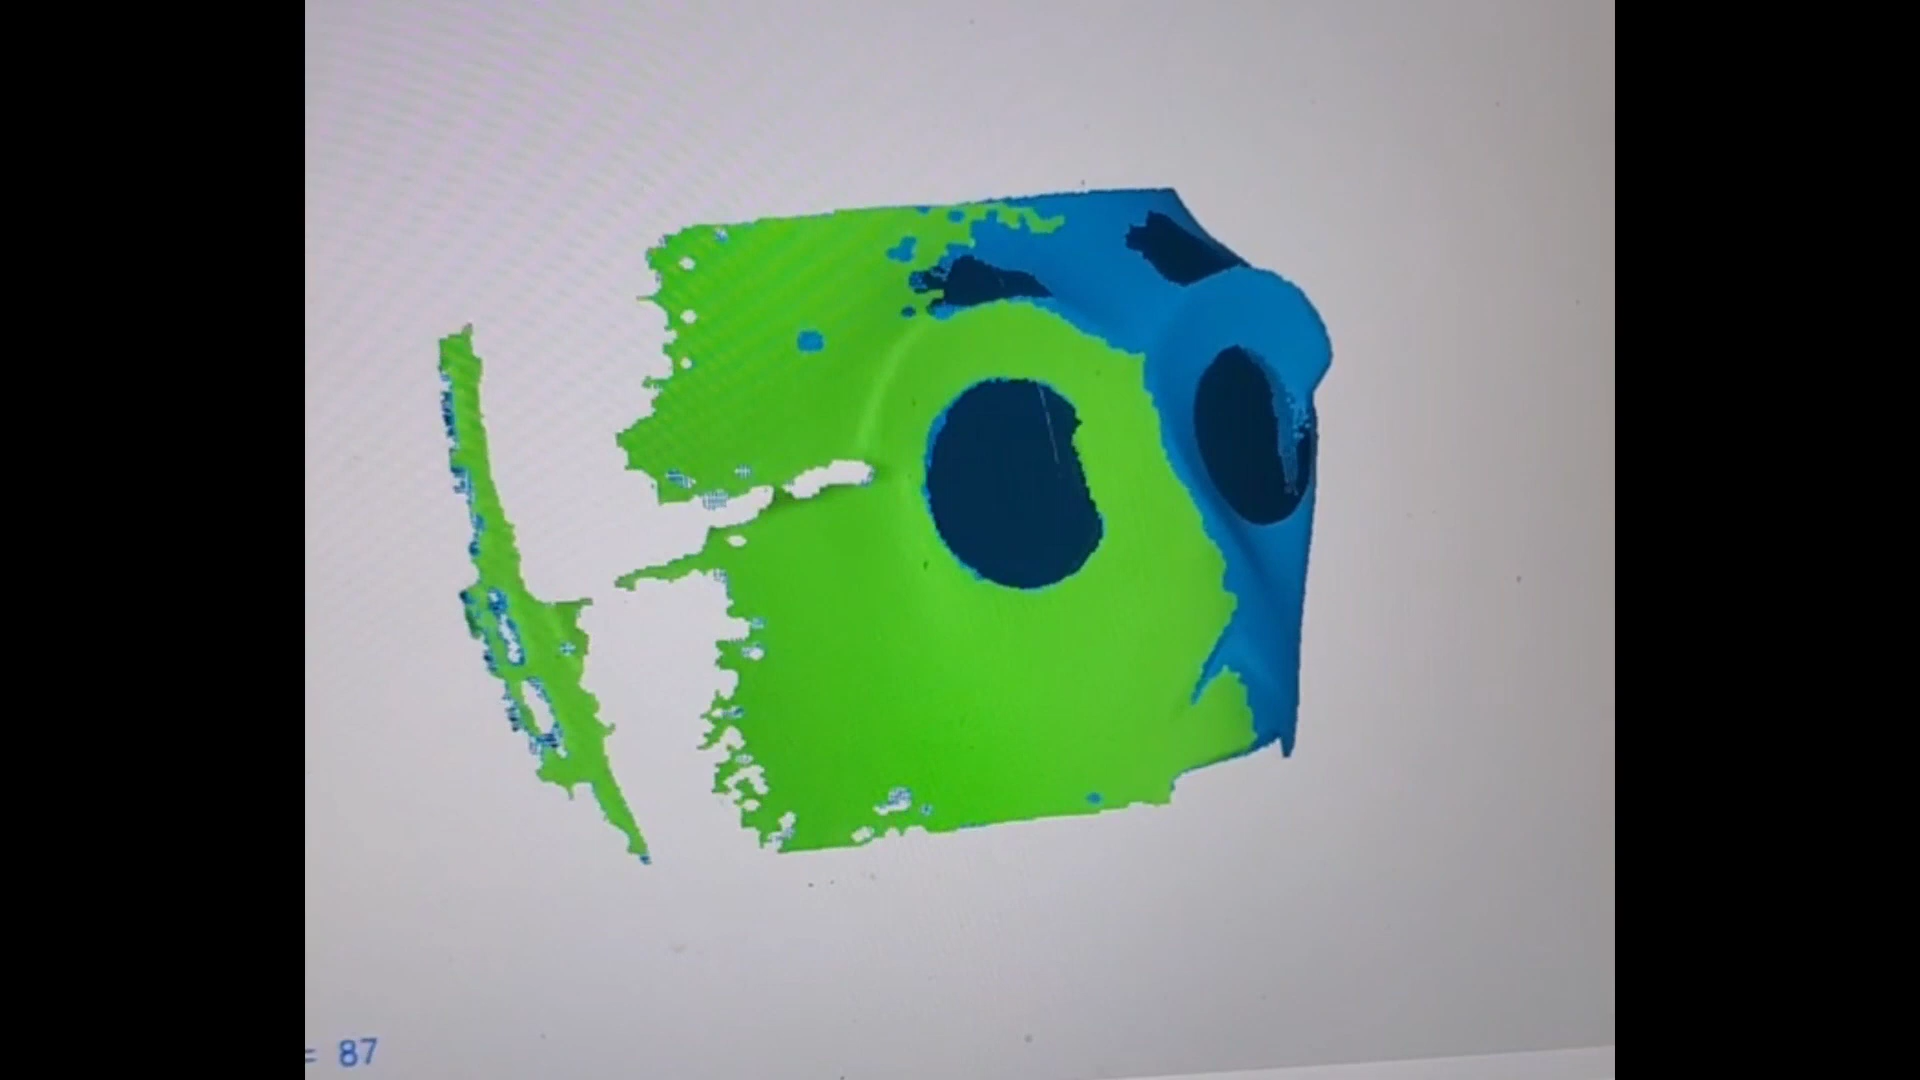 = 87